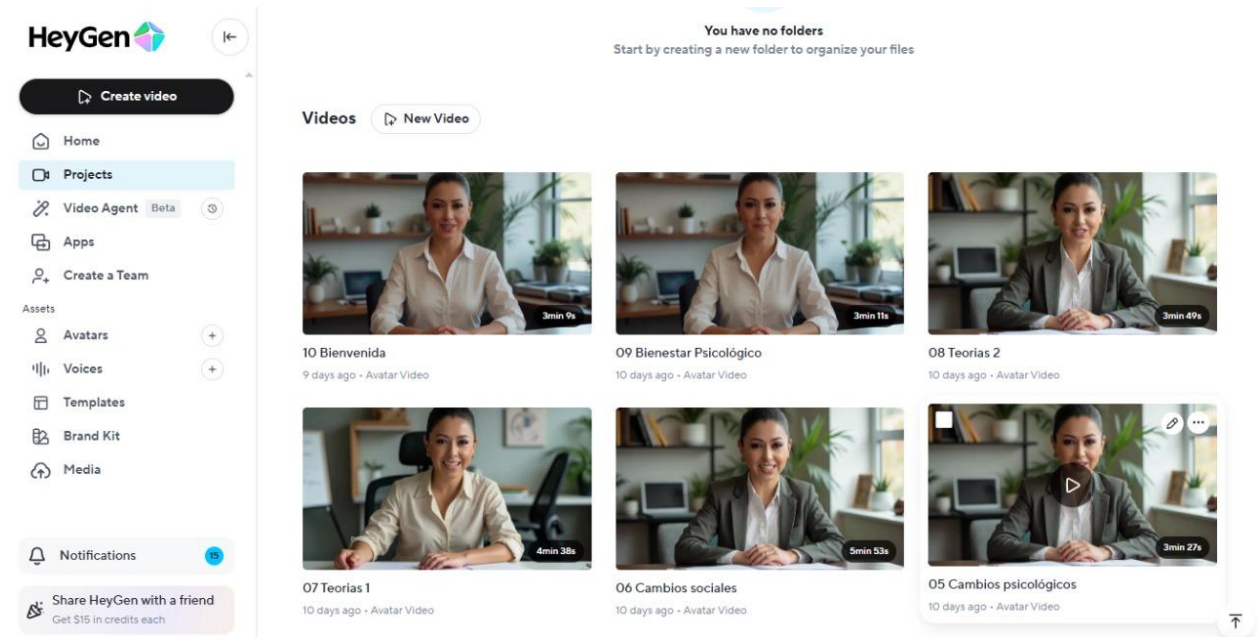 HeyGen
Create video
Home
Projects
Video Agent Beta
Apps
Create a Team
Assets
Avatars
Voices
Templates
Brand Kit
Media
Notifications 15
Share HeyGen with a friend
Get $15 in credits each
You have no folders
Start by creating a new folder to organize your files
Videos New Video
3min 9s
3min 11s
3min 49s
10 Bienvenida
09 Bienestar Psicológico
08 Teorias 2
9 days ago • Avatar Video
10 days ago • Avatar Video
10 days ago • Avatar Video
4min 38s
5min 53s
3min 27s
07 Teorias 1
06 Cambios sociales
05 Cambios psicológicos
10 days ago • Avatar Video
10 days ago • Avatar Video
10 days ago • Avatar Video